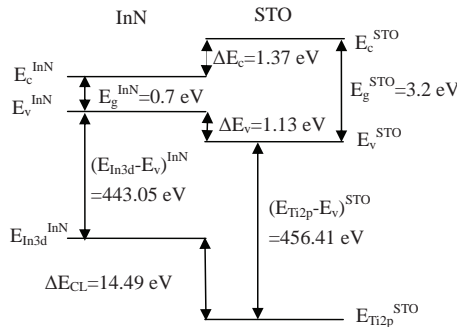 InN STO
E_c^STO
ΔE_c=1.37 eV
E_c^InN
E_g^InN=0.7 eV
E_g^STO=3.2 eV
E_v^InN
ΔE_v=1.13 eV
E_v^STO
(E_In3d-E_v)^InN
=443.05 eV
(E_Ti2p-E_v)^STO
=456.41 eV
E_In3d^InN
ΔE_CL=14.49 eV
E_Ti2p^STO